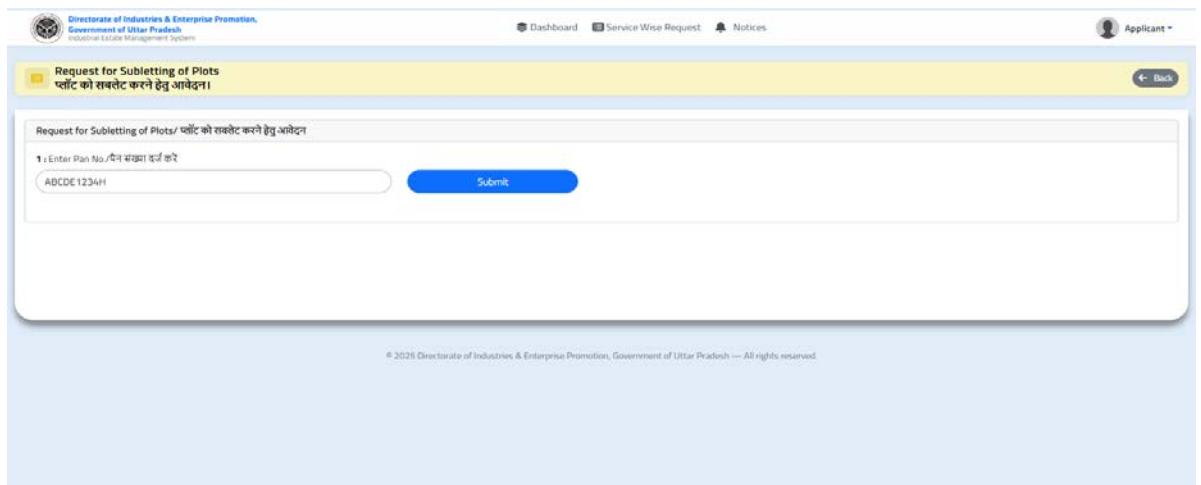 Directorate of Industries & Enterprise Promotion,
Government of Uttar Pradesh
Industrial Estate Management System
Dashboard
Service Wise Request
Notices
Applicant
Request for Subletting of Plots
प्लॉट को सबलेट करने हेतु आवेदन।
← Back
Request for Subletting of Plots/ प्लॉट को सबलेट करने हेतु आवेदन
1 : Enter Pan No./पैन संख्या दर्ज करें
ABCDE1234H
Submit
© 2025 Directorate of Industries & Enterprise Promotion, Government of Uttar Pradesh — All rights reserved.